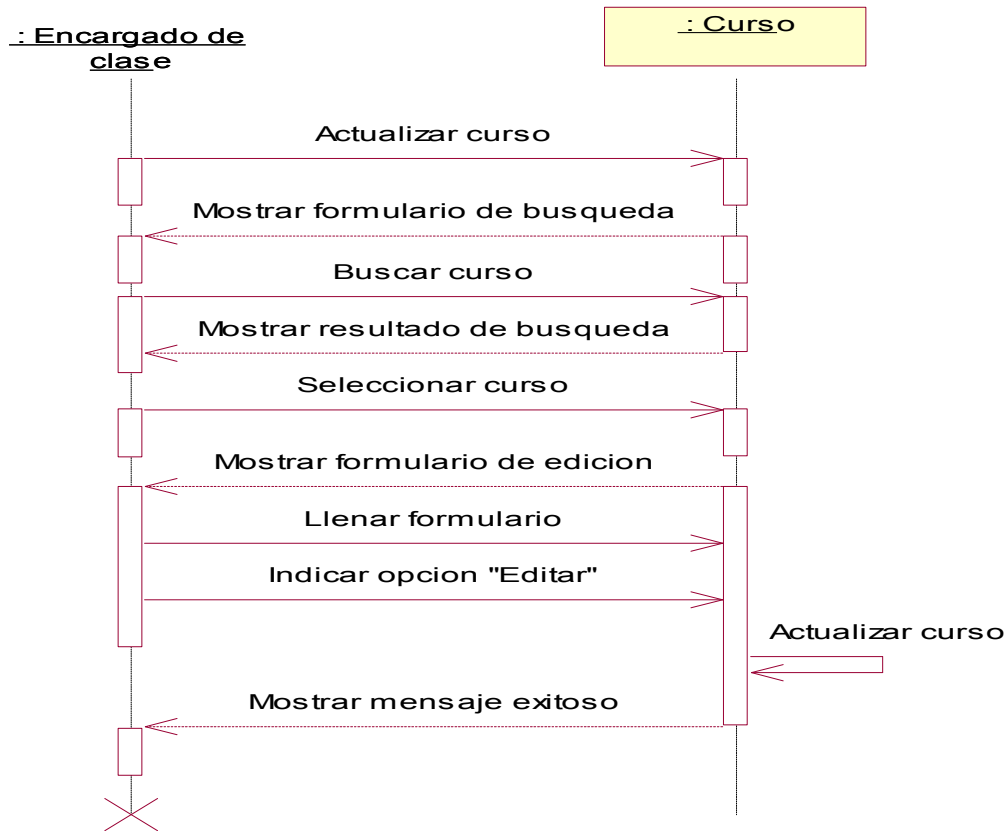 : Encargado de
clase
: Curso
Actualizar curso
Mostrar formulario de busqueda
Buscar curso
Mostrar resultado de busqueda
Seleccionar curso
Mostrar formulario de edicion
Llenar formulario
Indicar opcion "Editar"
Actualizar curso
Mostrar mensaje exitoso